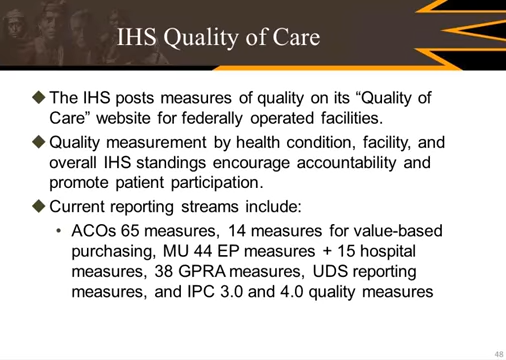 IHS Quality of Care
The IHS posts measures of quality on its “Quality of
Care” website for federally operated facilities.
Quality measurement by health condition, facility, and
overall IHS standings encourage accountability and
promote patient participation.
Current reporting streams include:
• ACOs 65 measures, 14 measures for value-based
purchasing, MU 44 EP measures + 15 hospital
measures, 38 GPRA measures, UDS reporting
measures, and IPC 3.0 and 4.0 quality measures
48